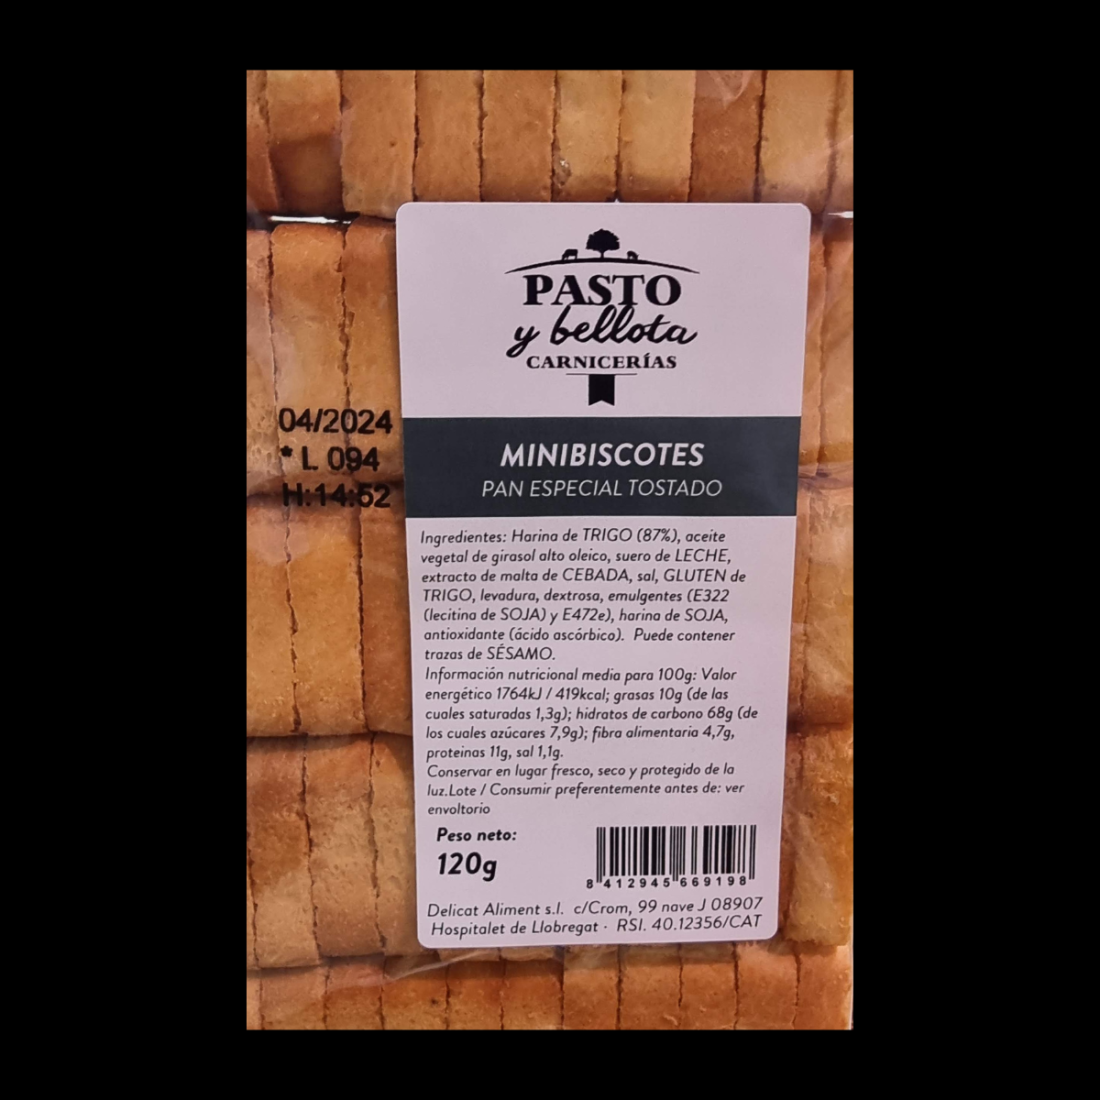 PASTO
y bellota
CARNICERÍAS
04/2024
* L 094
H:14:52
MINIBISCOTES
PAN ESPECIAL TOSTADO
Ingredientes: Harina de TRIGO (87%), aceite
vegetal de girasol alto oleico, suero de LECHE,
extracto de malta de CEBADA, sal, GLUTEN de
TRIGO, levadura, dextrosa, emulgentes (E322
(lecitina de SOJA) y E472e), harina de SOJA,
antioxidante (ácido ascórbico). Puede contener
trazas de SÉSAMO.
Información nutricional media para 100g: Valor
energético 1764kJ / 419kcal; grasas 10g (de las
cuales saturadas 1,3g); hidratos de carbono 68g (de
los cuales azúcares 7,9g); fibra alimentaria 4,7g,
proteinas 11g, sal 1,1g.
Conservar en lugar fresco, seco y protegido de la
luz.Lote / Consumir preferentemente antes de: ver
envoltorio
Peso neto:
120g
8 412945 669198
Delicat Aliment s.l. c/Crom, 99 nave J 08907
Hospitalet de Llobregat · RSI. 40.12356/CAT